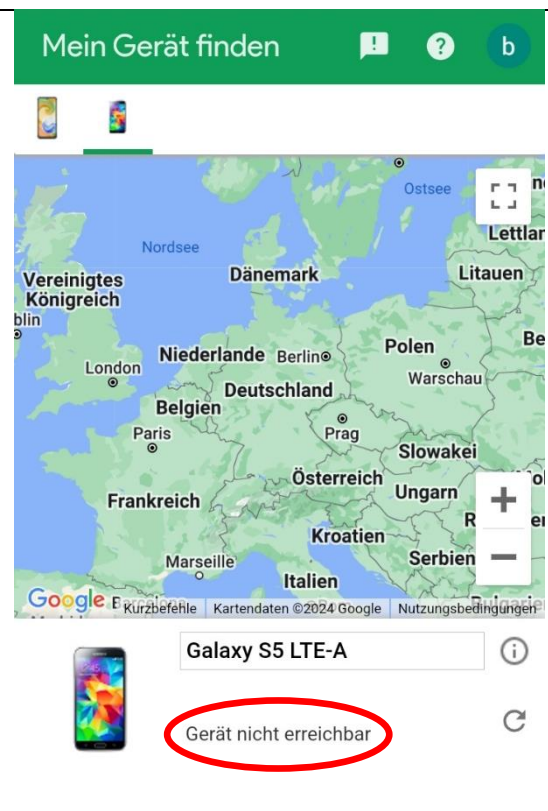 Mein Gerät finden
b
Ostsee
Lettlan
Nordsee
Dänemark
Litauen
Vereinigtes
Königreich
blin
Niederlande
Berlin
Polen
Be
London
Warschau
Deutschland
Belgien
Paris
Prag
Slowakei
Österreich
Ungarn
Frankreich
Kroatien
Marseille
Serbien
Italien
Google
Kurzbefehle
Kartendaten ©2024 Google
Nutzungsbedingungen
Galaxy S5 LTE-A
Gerät nicht erreichbar